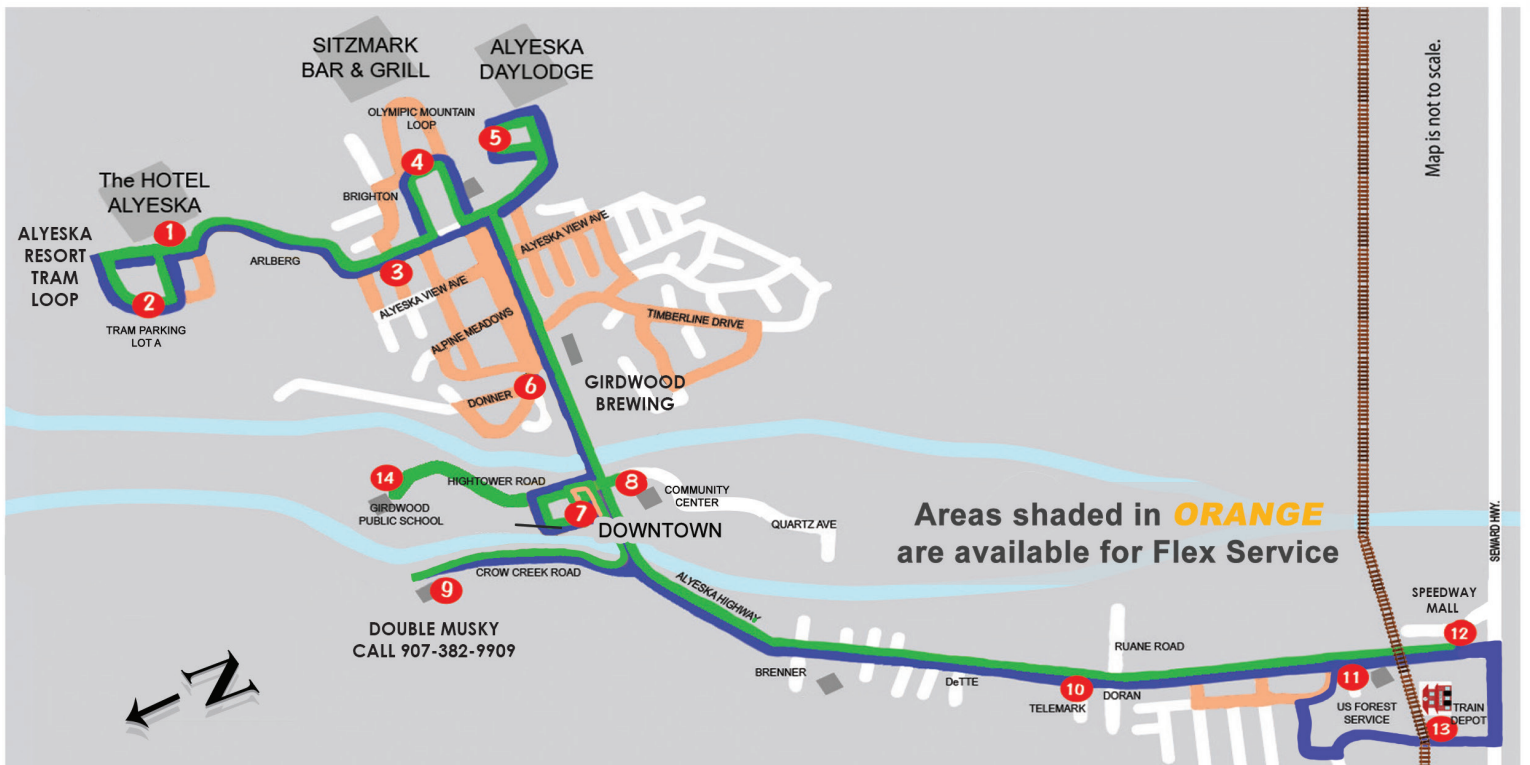 SITZMARK
BAR & GRILL
ALYESKA
DAYLODGE
Map is not to scale.
OLYMPIC MOUNTAIN
LOOP
5
4
The HOTEL
ALYESKA
BRIGHTON
1
ALYESKA
RESORT
TRAM
LOOP
ARLBERG
3
ALYESKA VIEW AVE
ALYESKA VIEW AVE
2
TRAM PARKING
LOT A
ALPINE MEADOWS
TIMBERLINE DRIVE
6
DONNER
GIRDWOOD
BREWING
14
HIGHTOWER ROAD
GIRDWOOD
PUBLIC SCHOOL
8
COMMUNITY
CENTER
7
DOWNTOWN
QUARTZ AVE
Areas shaded in ORANGE
are available for Flex Service
SEWARD HWY.
CROW CREEK ROAD
9
DOUBLE MUSKY
CALL 907-382-9909
ALYESKA HIGHWAY
SPEEDWAY
MALL
12
RUANE ROAD
BRENNER
DeTTE
10
TELEMARK
DORAN
11
US FOREST
SERVICE
TRAIN
DEPOT
13
N